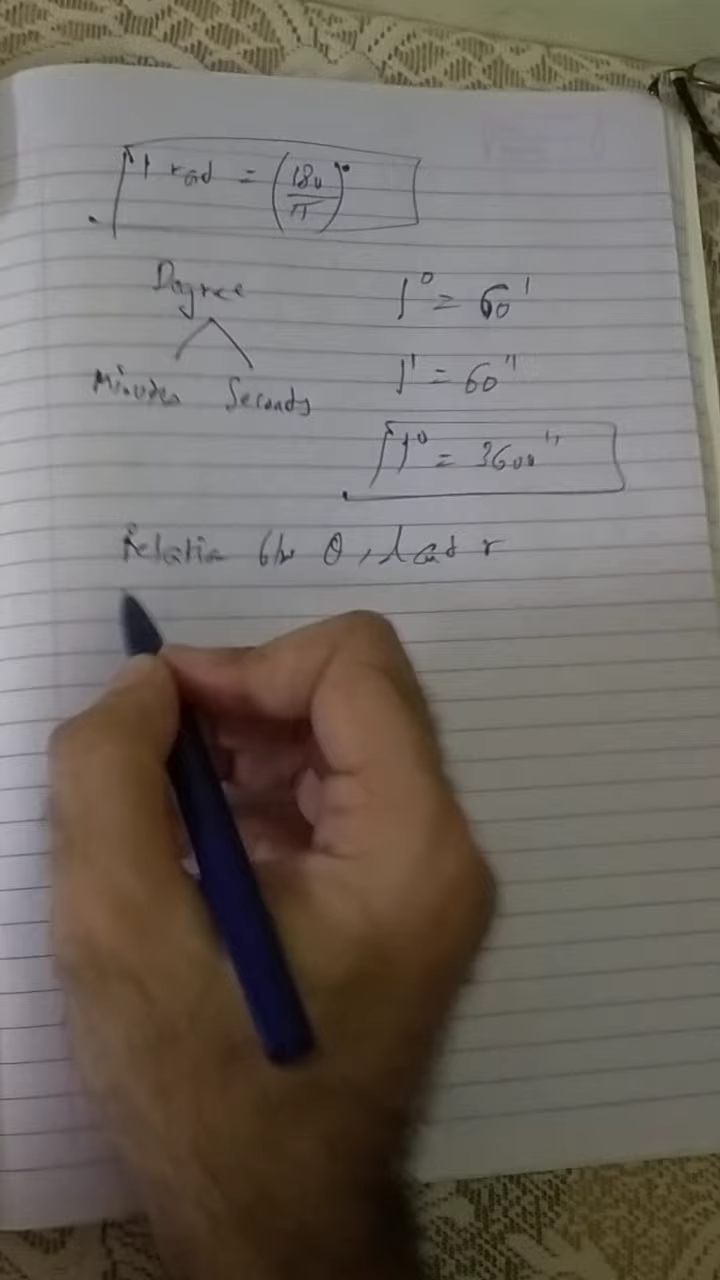 1 rad = (180/π)°
Degree
Minutes Seconds
1° = 60'
1' = 60"
1° = 3600"
Relation b/w θ, l and r